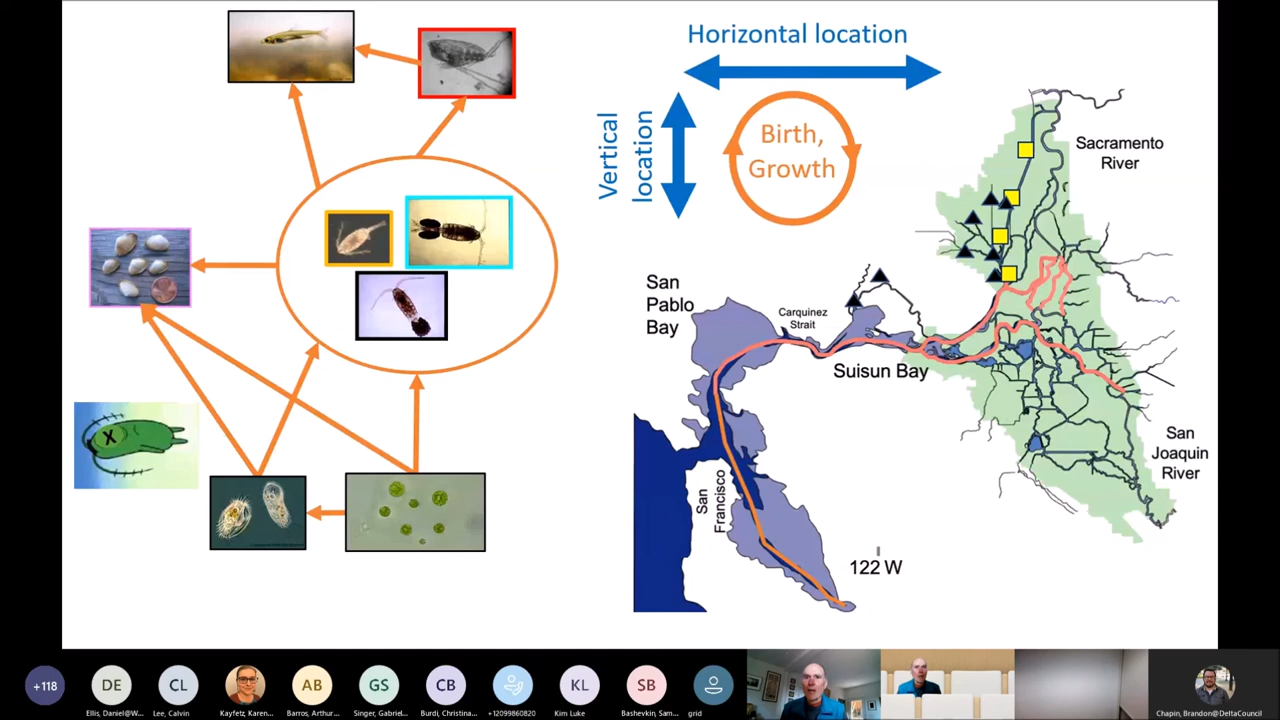 Horizontal location
Vertical
location
Birth,
Growth
Sacramento
River
San
Pablo
Bay
Carquinez
Strait
Suisun Bay
San
Joaquin
River
San
Francisco
122 W
X
+118
DE
CL
AB
GS
CB
KL
SB
Ellis, Daniel@W...
Lee, Calvin
Kayfetz, Karen...
Barros, Arthur...
Singer, Gabriel...
Burdi, Christina...
+12099860820
Kim Luke
Bashevkin, Sam...
grid
Chapin, Brandon@DeltaCouncil